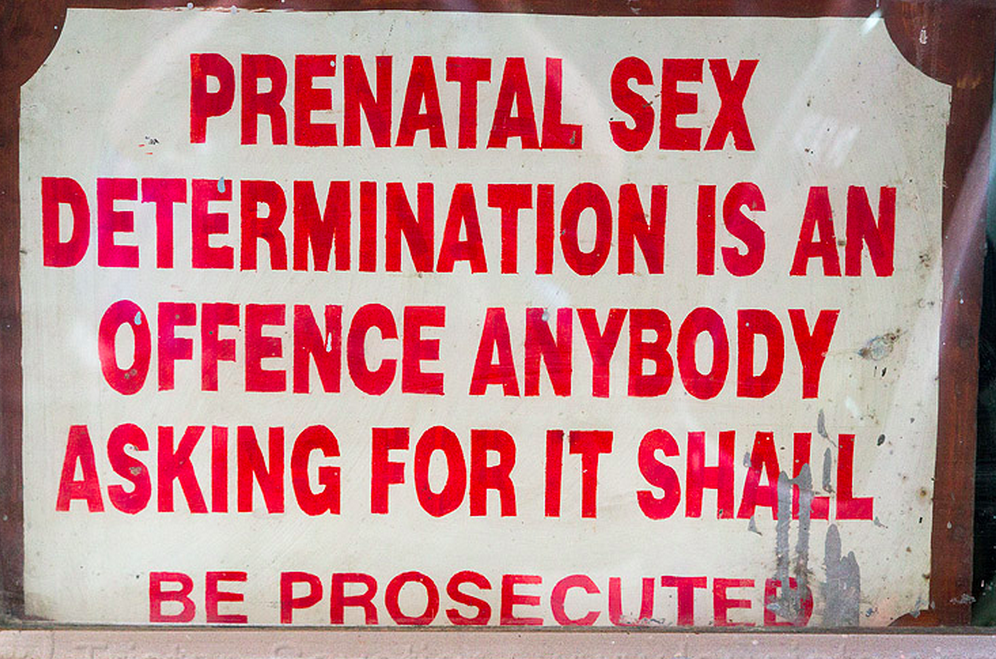 PRENATAL SEX
DETERMINATION IS AN
OFFENCE ANYBODY
ASKING FOR IT SHALL
BE PROSECUTED